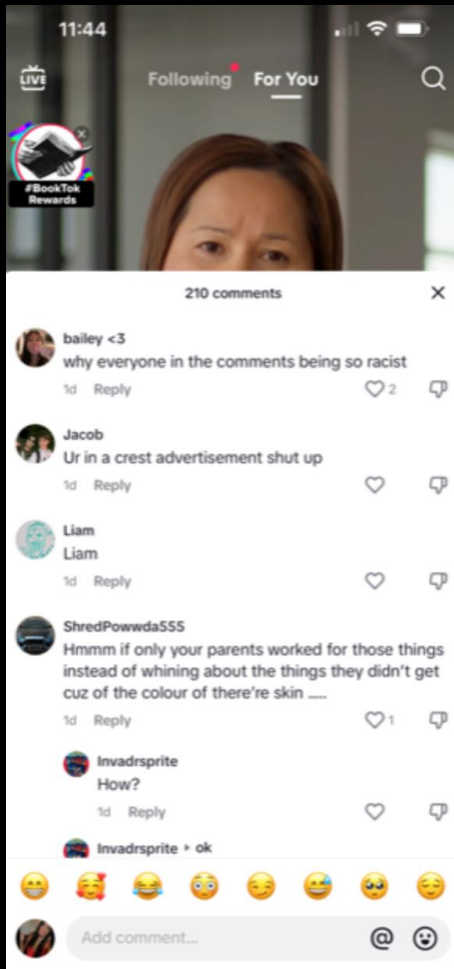 11:44
LIVE
Following
For You
#BookTok
Rewards
210 comments
bailey <3
why everyone in the comments being so racist
1d Reply
2
Jacob
Ur in a crest advertisement shut up
1d Reply
Liam
Liam
1d Reply
ShredPowwda555
Hmmm if only your parents worked for those things
instead of whining about the things they didn't get
cuz of the colour of there're skin .....
1d Reply
1
Invadrsprite
How?
1d Reply
Invadrsprite ▸ ok
Add comment...
@